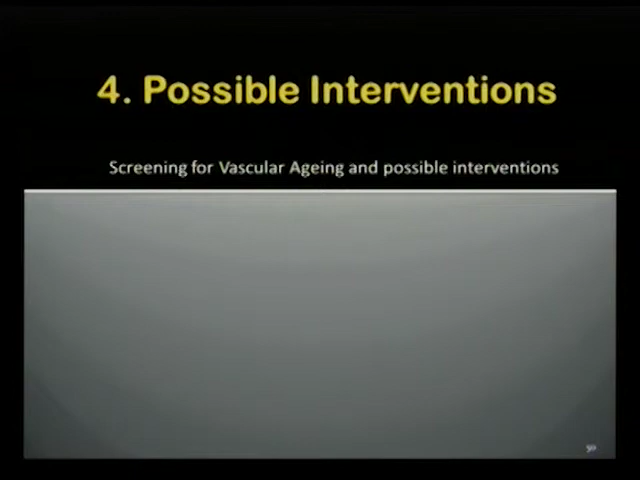 4. Possible Interventions
Screening for Vascular Ageing and possible interventions